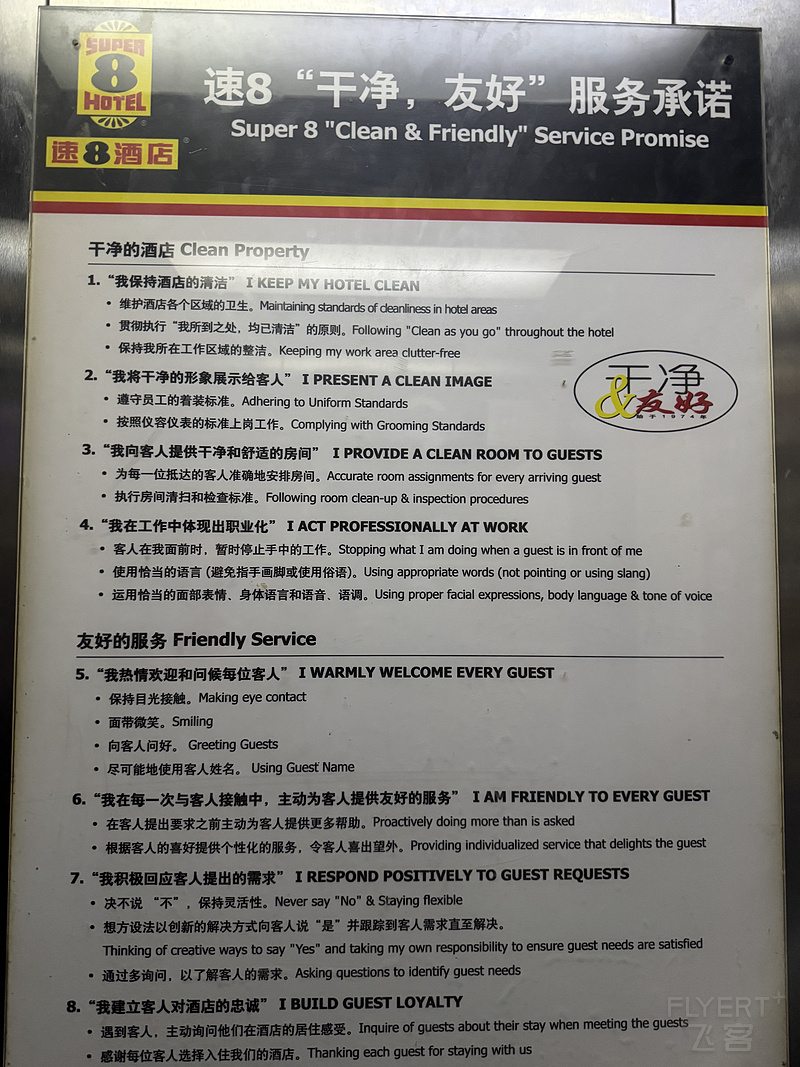 SUPER
8
HOTEL
速8酒店
速8“干净，友好”服务承诺
Super 8 "Clean & Friendly" Service Promise
干净的酒店 Clean Property
1. “我保持酒店的清洁” I KEEP MY HOTEL CLEAN
• 维护酒店各个区域的卫生。Maintaining standards of cleanliness in hotel areas
• 贯彻执行“我所到之处，均已清洁”的原则。Following "Clean as you go" throughout the hotel
• 保持我所在工作区域的整洁。Keeping my work area clutter-free
2. “我将干净的形象展示给客人” I PRESENT A CLEAN IMAGE
• 遵守员工的着装标准。Adhering to Uniform Standards
• 按照仪容仪表的标准上岗工作。Complying with Grooming Standards
干净
&友好
始于1974年
3. “我向客人提供干净和舒适的房间” I PROVIDE A CLEAN ROOM TO GUESTS
• 为每一位抵达的客人准确地安排房间。Accurate room assignments for every arriving guest
• 执行房间清扫和检查标准。Following room clean-up & inspection procedures
4. “我在工作中体现出职业化” I ACT PROFESSIONALLY AT WORK
• 客人在我面前时，暂时停止手中的工作。Stopping what I am doing when a guest is in front of me
• 使用恰当的语言 (避免指手画脚或使用俗语)。Using appropriate words (not pointing or using slang)
• 运用恰当的面部表情、身体语言和语音、语调。Using proper facial expressions, body language & tone of voice
友好的服务 Friendly Service
5. “我热情欢迎和问候每位客人” I WARMLY WELCOME EVERY GUEST
• 保持目光接触。Making eye contact
• 面带微笑。Smiling
• 向客人问好。 Greeting Guests
• 尽可能地使用客人姓名。 Using Guest Name
6. “我在每一次与客人接触中，主动为客人提供友好的服务” I AM FRIENDLY TO EVERY GUEST
• 在客人提出要求之前主动为客人提供更多帮助。Proactively doing more than is asked
• 根据客人的喜好提供个性化的服务，令客人喜出望外。Providing individualized service that delights the guest
7. “我积极回应客人提出的需求” I RESPOND POSITIVELY TO GUEST REQUESTS
• 决不说 “不”，保持灵活性。Never say "No" & Staying flexible
• 想方设法以创新的解决方式向客人说“是”并跟踪到客人需求直至解决。
Thinking of creative ways to say "Yes" and taking my own responsibility to ensure guest needs are satisfied
• 通过多询问，以了解客人的需求。Asking questions to identify guest needs
8. “我建立客人对酒店的忠诚” I BUILD GUEST LOYALTY
• 遇到客人，主动询问他们在酒店的居住感受。Inquire of guests about their stay when meeting the guests
• 感谢每位客人选择入住我们的酒店。Thanking each guest for staying with us
FLYERT+
飞客